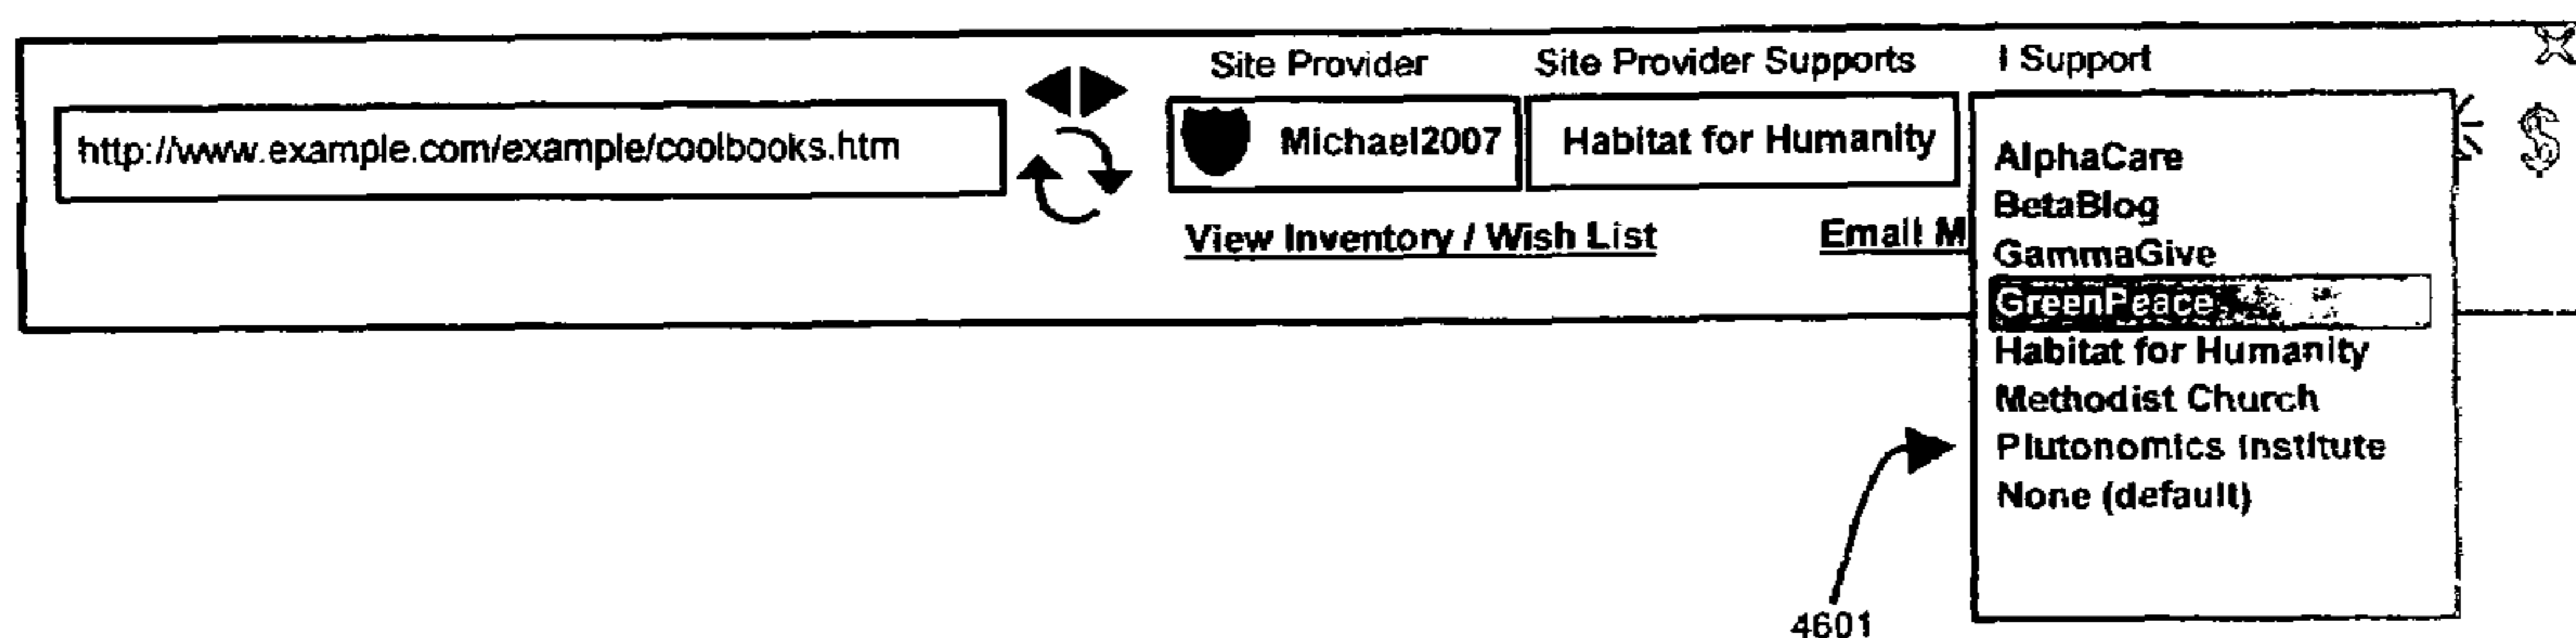 Site Provider
Site Provider Supports
I Support
http://www.example.com/example/coolbooks.htm
Michael2007
Habitat for Humanity
$
View Inventory / Wish List
Email M
AlphaCare
BetaBlog
GammaGive
GreenPeace
Habitat for Humanity
Methodist Church
Plutonomics Institute
None (default)
4601